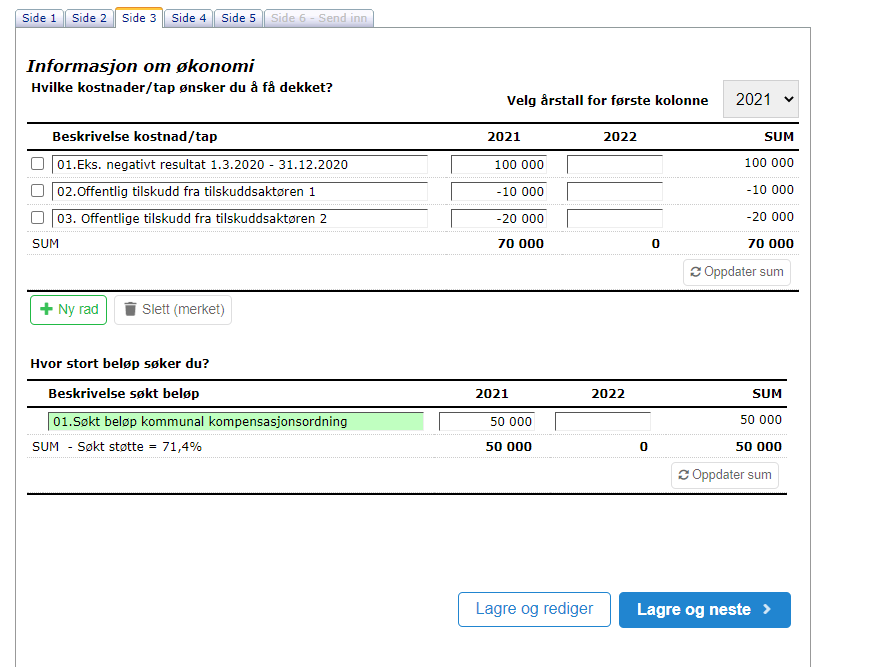 Side 1 Side 2 Side 3 Side 4 Side 5 Side 6 - Send inn
Informasjon om økonomi
Hvilke kostnader/tap ønsker du å få dekket?
Velg årstall for første kolonne 2021
Beskrivelse kostnad/tap 2021 2022 SUM
01.Eks. negativt resultat 1.3.2020 - 31.12.2020 100 000 100 000
02.Offentlig tilskudd fra tilskuddsaktøren 1 -10 000 -10 000
03. Offentlige tilskudd fra tilskuddsaktøren 2 -20 000 -20 000
SUM 70 000 0 70 000
Oppdater sum
Ny rad Slett (merket)
Hvor stort beløp søker du?
Beskrivelse søkt beløp 2021 2022 SUM
01.Søkt beløp kommunal kompensasjonsordning 50 000 50 000
SUM - Søkt støtte = 71,4% 50 000 0 50 000
Oppdater sum
Lagre og rediger Lagre og neste